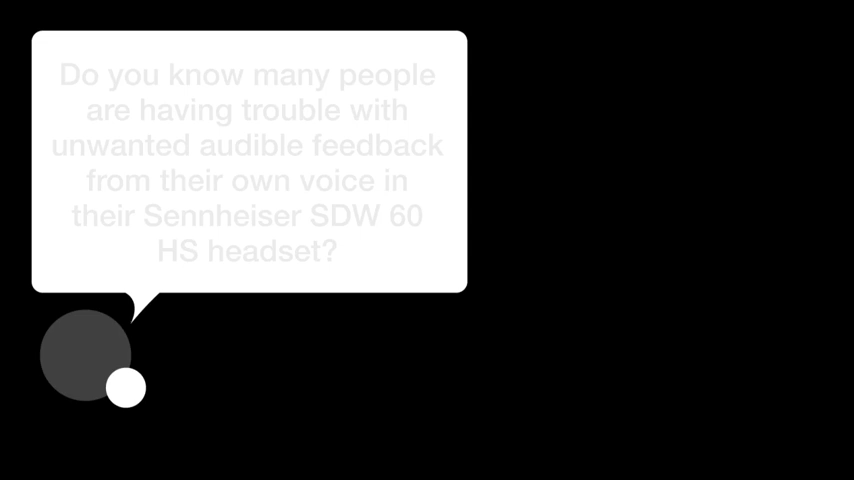 Do you know many people
are having trouble with
unwanted audible feedback
from their own voice in
their Sennheiser SDW 60
HS headset?